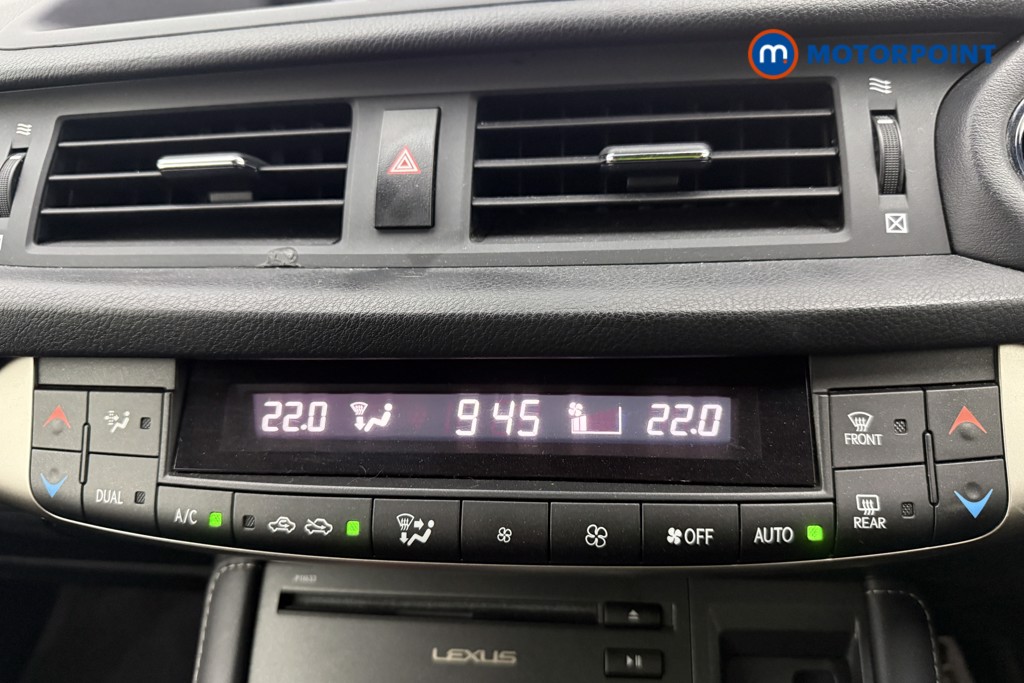 m MOTORPOINT
22.0 9:45 22.0
FRONT
DUAL
A/C
OFF
AUTO
REAR
LEXUS